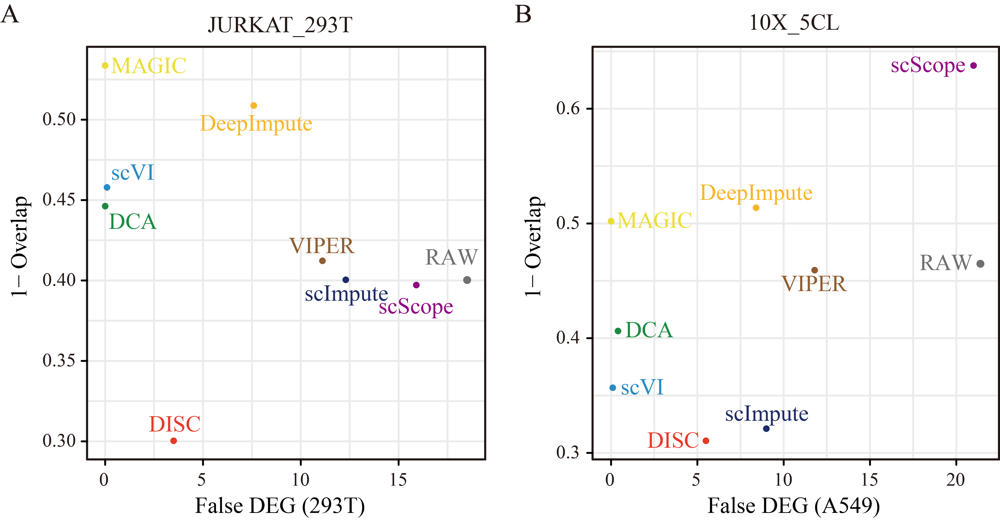 A
JURKAT_293T
MAGIC
DeepImpute
scVI
DCA
VIPER
RAW
scImpute
scScope
DISC
0.50
0.45
0.40
0.35
0.30
1– Overlap
0
5
10
15
False DEG (293T)
B
10X_5CL
scScope
DeepImpute
MAGIC
RAW
VIPER
DCA
scVI
scImpute
DISC
0.6
0.5
0.4
0.3
1– Overlap
0
5
10
15
20
False DEG (A549)